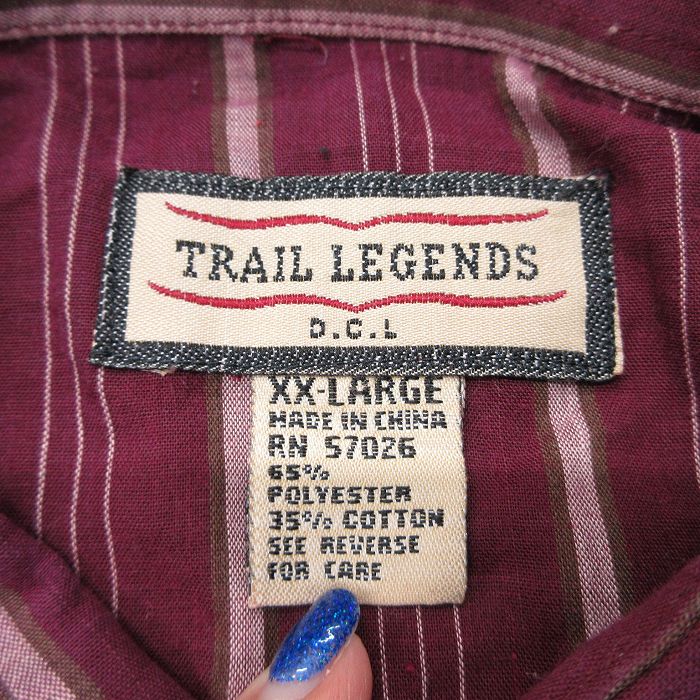 TRAIL LEGENDS
D.C.L
XX-LARGE
MADE IN CHINA
RN 57026
65%
POLYESTER
35% COTTON
SEE REVERSE
FOR CARE